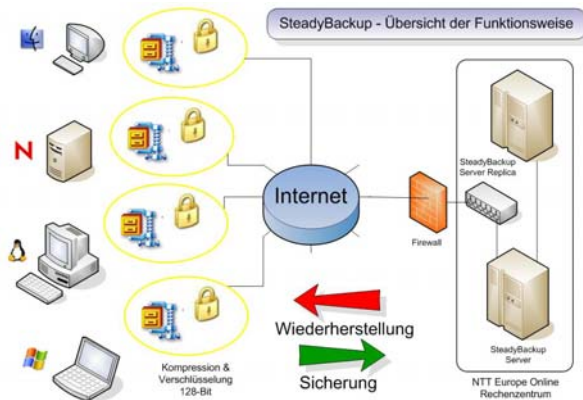 SteadyBackup - Übersicht der Funktionsweise
N
Internet
Firewall
SteadyBackup
Server Replica
SteadyBackup
Server
Wiederherstellung
Sicherung
Kompression &
Verschlüsselung
128-Bit
NTT Europe Online
Rechenzentrum